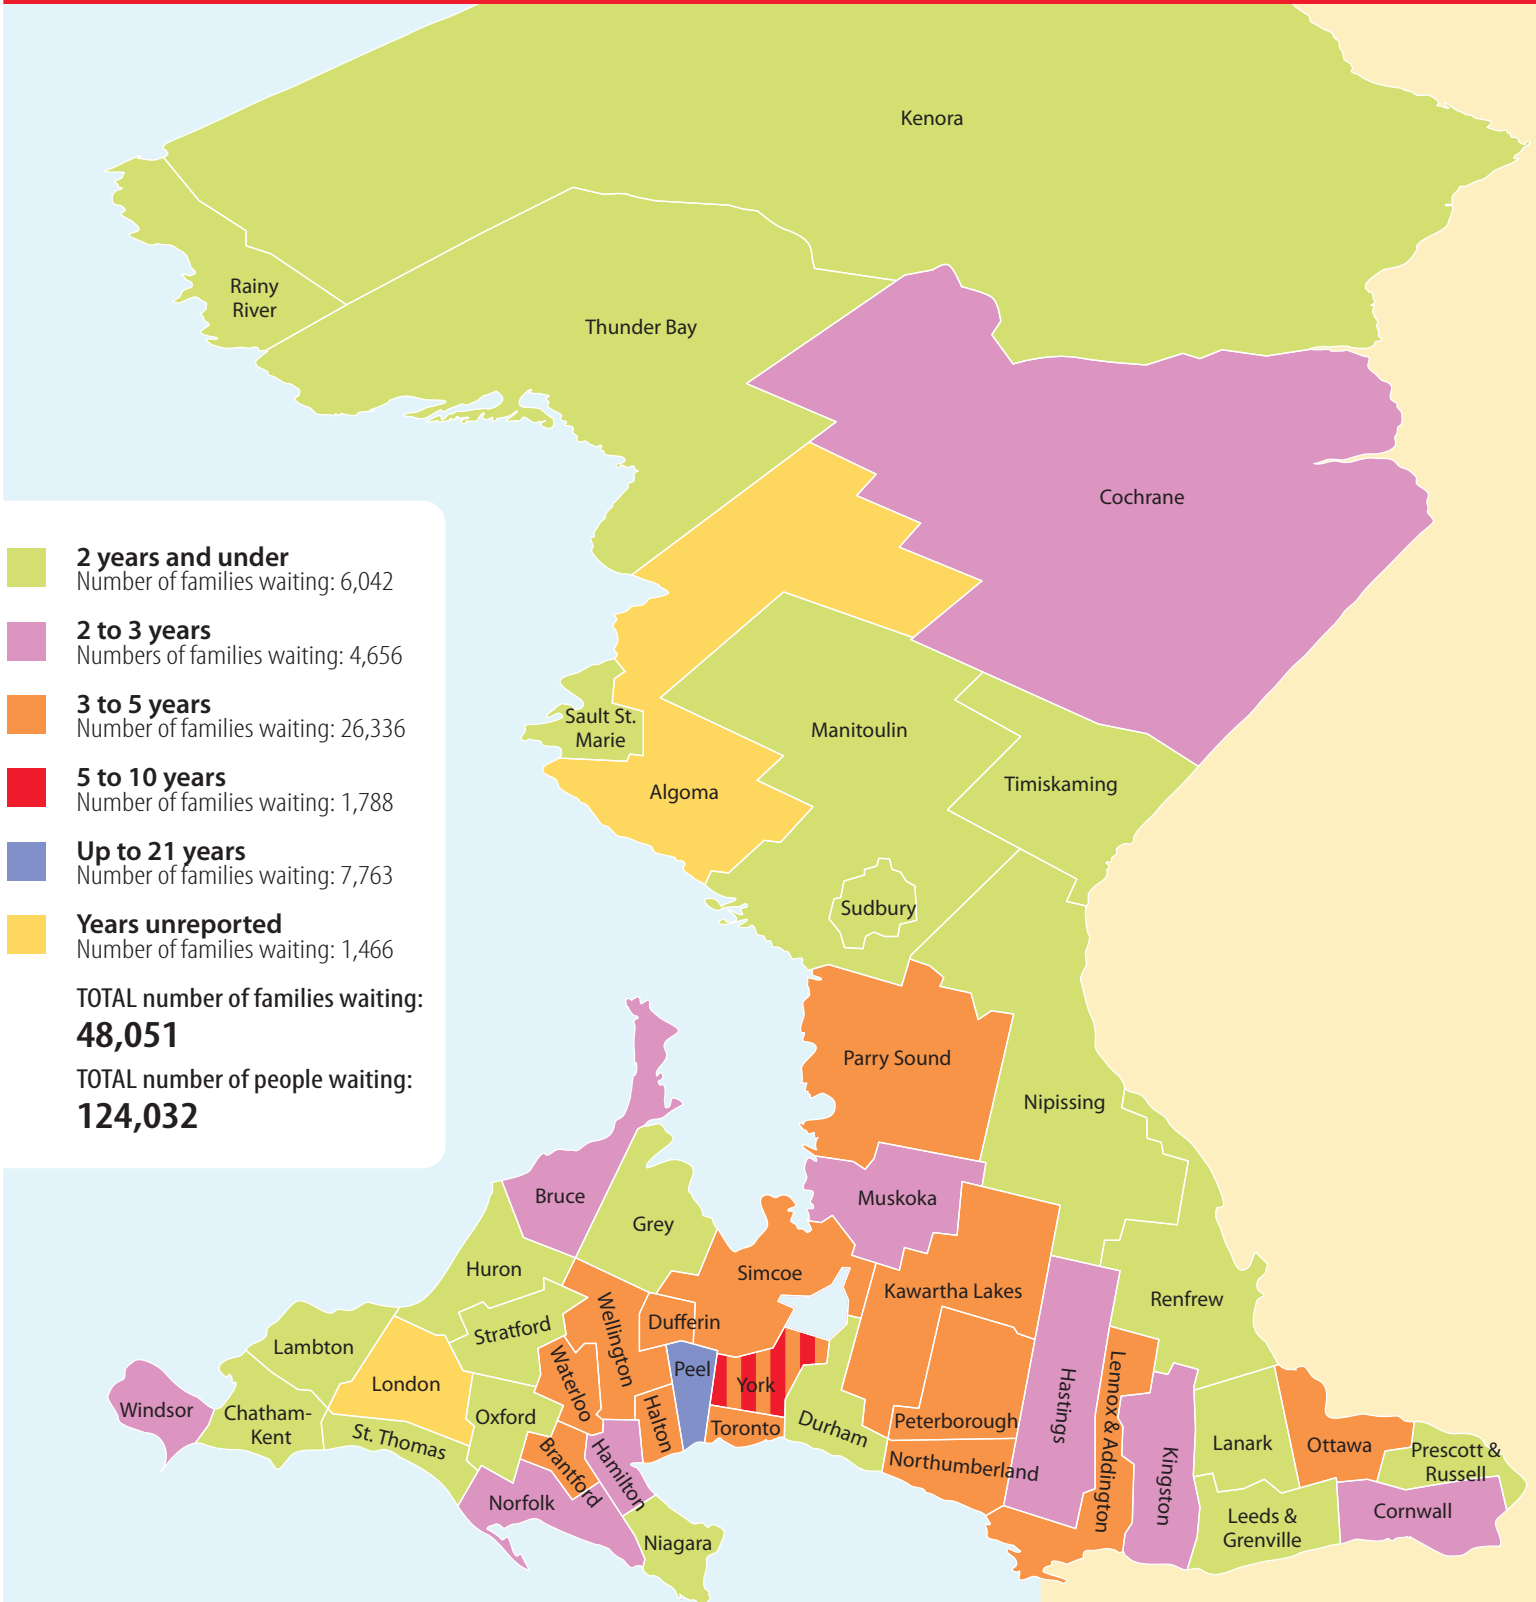 Kenora
Rainy
River
Thunder Bay
Cochrane
2 years and under
Number of families waiting: 6,042
2 to 3 years
Numbers of families waiting: 4,656
3 to 5 years
Number of families waiting: 26,336
5 to 10 years
Number of families waiting: 1,788
Up to 21 years
Number of families waiting: 7,763
Years unreported
Number of families waiting: 1,466
TOTAL number of families waiting:
48,051
TOTAL number of people waiting:
124,032
Sault St.
Marie
Manitoulin
Algoma
Timiskaming
Sudbury
Parry Sound
Nipissing
Bruce
Muskoka
Grey
Huron
Simcoe
Kawartha Lakes
Renfrew
Wellington
Dufferin
Stratford
Lambton
Peel
Waterloo
London
York
Hastings
Lennox & Addington
Windsor
Chatham-
Kent
Oxford
Halton
Toronto
Durham
Peterborough
St. Thomas
Brantford
Hamilton
Northumberland
Kingston
Lanark
Ottawa
Prescott &
Russell
Norfolk
Niagara
Leeds &
Grenville
Cornwall